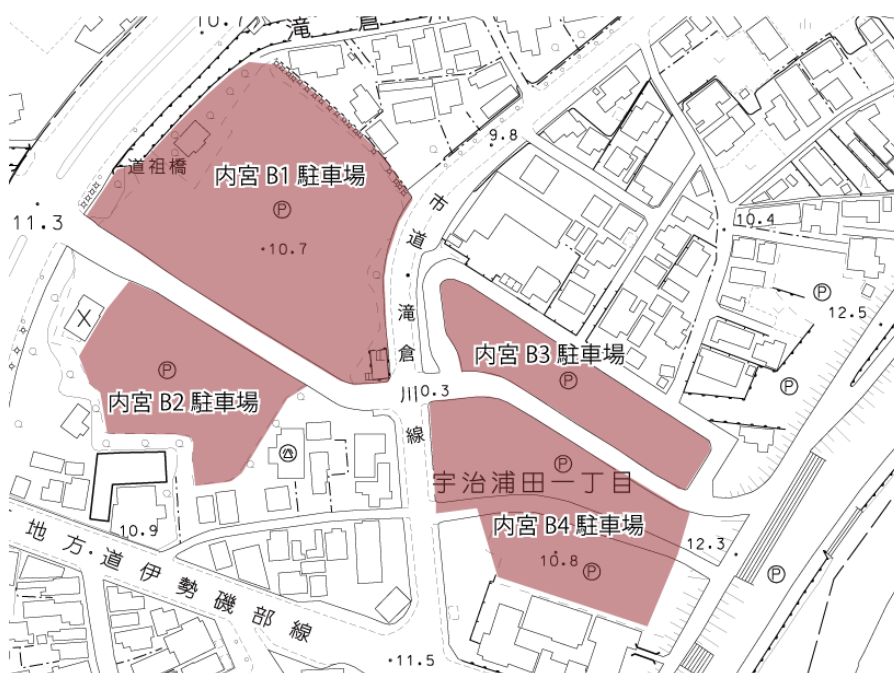 10.7
滝倉川
9.8
道祖橋
内宮 B1 駐車場
Ⓟ
11.3
・10.7
市道滝倉川線
10.4
Ⓟ
12.5
内宮 B3 駐車場
Ⓟ
Ⓟ
Ⓟ
内宮 B2 駐車場
10.3
Ⓟ
宇治浦田一丁目
内宮 B4 駐車場
10.9
12.3
10.8
Ⓟ
Ⓟ
地方道伊勢磯部線
・11.5